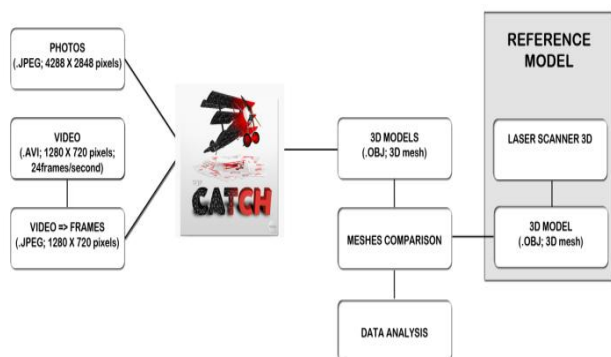 PHOTOS
(.JPEG; 4288 X 2848 pixels)
VIDEO
(.AVI; 1280 X 720 pixels;
24frames/second)
VIDEO => FRAMES
(.JPEG; 1280 X 720 pixels)
CATCH
3D MODELS
(.OBJ; 3D mesh)
MESHES COMPARISON
DATA ANALYSIS
REFERENCE
MODEL
LASER SCANNER 3D
3D MODEL
(.OBJ; 3D mesh)